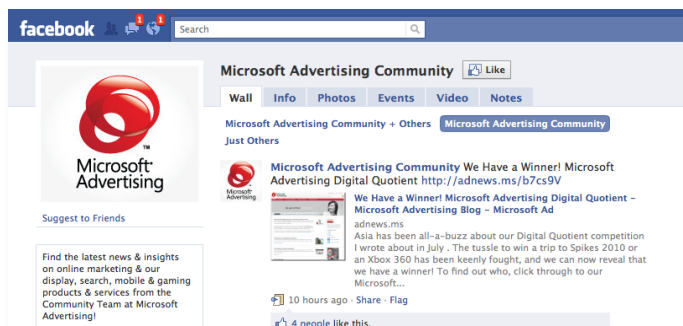 facebook
1
1
Search
Microsoft Advertising Community
Like
Wall Info Photos Events Video Notes
Microsoft Advertising Community + Others Microsoft Advertising Community
Just Others
TM
Microsoft®
Advertising
Suggest to Friends
Find the latest news & insights
on online marketing & our
display, search, mobile & gaming
products & services from the
Community Team at Microsoft
Advertising!
Microsoft
Advertising
Microsoft Advertising Community We Have a Winner! Microsoft
Advertising Digital Quotient http://adnews.ms/b7cs9V
We Have a Winner! Microsoft Advertising Digital Quotient –
Microsoft Advertising Blog – Microsoft Ad
adnews.ms
Asia has been all-a-buzz about our Digital Quotient competition
I wrote about in July . The tussle to win a trip to Spikes 2010 or
an Xbox 360 has been keenly fought, and we can now reveal that
we have a winner! To find out who, click through to our
Microsoft...
10 hours ago · Share · Flag
4 people like this.